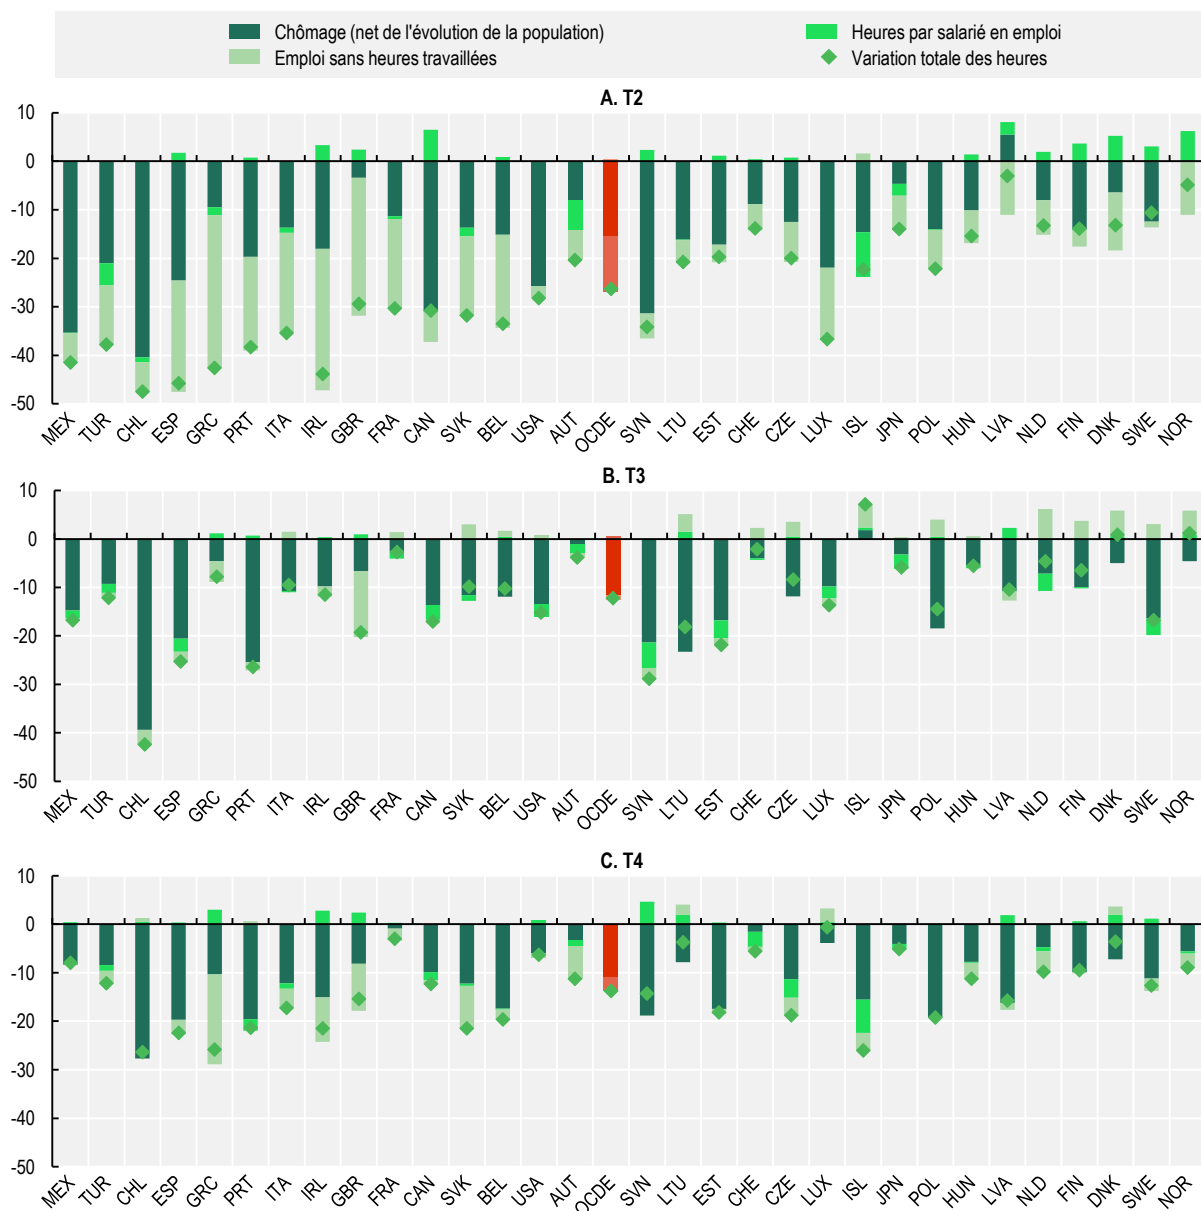 Chômage (net de l'évolution de la population)
Heures par salarié en emploi
Emploi sans heures travaillées
Variation totale des heures
A. T2
10
0
-10
-20
-30
-40
-50
MEX TUR CHL ESP GRC PRT ITA IRL GBR FRA CAN SVK BEL USA AUT OCDE SVN LTU EST CHE CZE LUX ISL JPN POL HUN LVA NLD FIN DNK SWE NOR
B. T3
10
0
-10
-20
-30
-40
-50
MEX TUR CHL ESP GRC PRT ITA IRL GBR FRA CAN SVK BEL USA AUT OCDE SVN LTU EST CHE CZE LUX ISL JPN POL HUN LVA NLD FIN DNK SWE NOR
C. T4
10
0
-10
-20
-30
-40
-50
MEX TUR CHL ESP GRC PRT ITA IRL GBR FRA CAN SVK BEL USA AUT OCDE SVN LTU EST CHE CZE LUX ISL JPN POL HUN LVA NLD FIN DNK SWE NOR